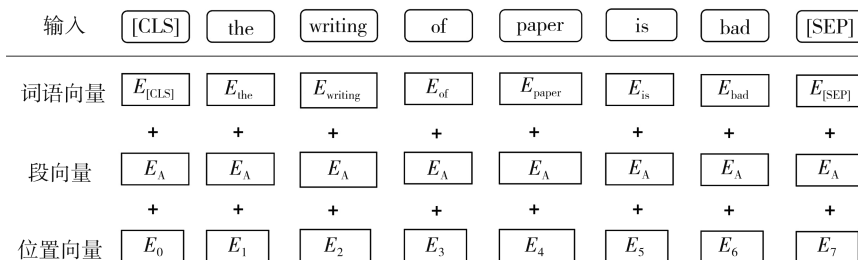 输入 [CLS] the writing of paper is bad [SEP]
词语向量 E[CLS] Ethe Ewriting Eof Epaper Eis Ebad E[SEP]
+ + + + + + + +
段向量 EA EA EA EA EA EA EA EA
+ + + + + + + +
位置向量 E0 E1 E2 E3 E4 E5 E6 E7